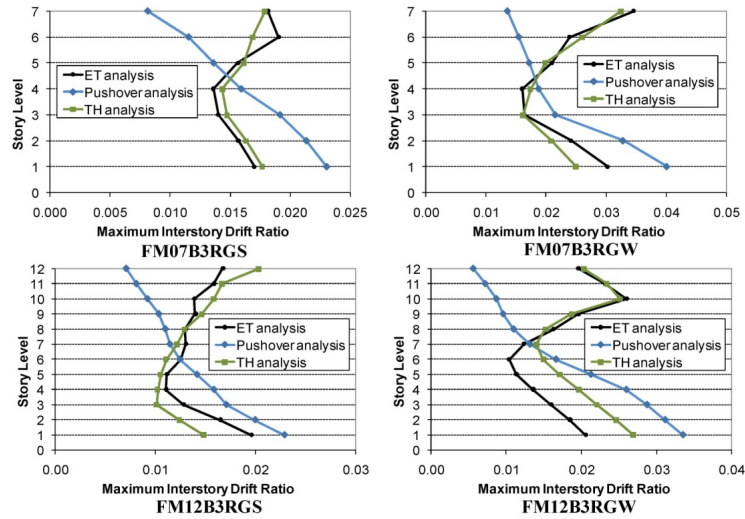 7
6
5
4
3
2
1
0
Story Level
ET analysis
Pushover analysis
TH analysis
0.000 0.005 0.010 0.015 0.020 0.025
Maximum Interstory Drift Ratio
FM07B3RGS
7
6
5
4
3
2
1
0
Story Level
ET analysis
Pushover analysis
TH analysis
0.00 0.01 0.02 0.03 0.04 0.05
Maximum Interstory Drift Ratio
FM07B3RGW
12
11
10
9
8
7
6
5
4
3
2
1
0
Story Level
ET analysis
Pushover analysis
TH analysis
0.00 0.01 0.02 0.03
Maximum Interstory Drift Ratio
FM12B3RGS
12
11
10
9
8
7
6
5
4
3
2
1
0
Story Level
ET analysis
Pushover analysis
TH analysis
0.00 0.01 0.02 0.03 0.04
Maximum Interstory Drift Ratio
FM12B3RGW